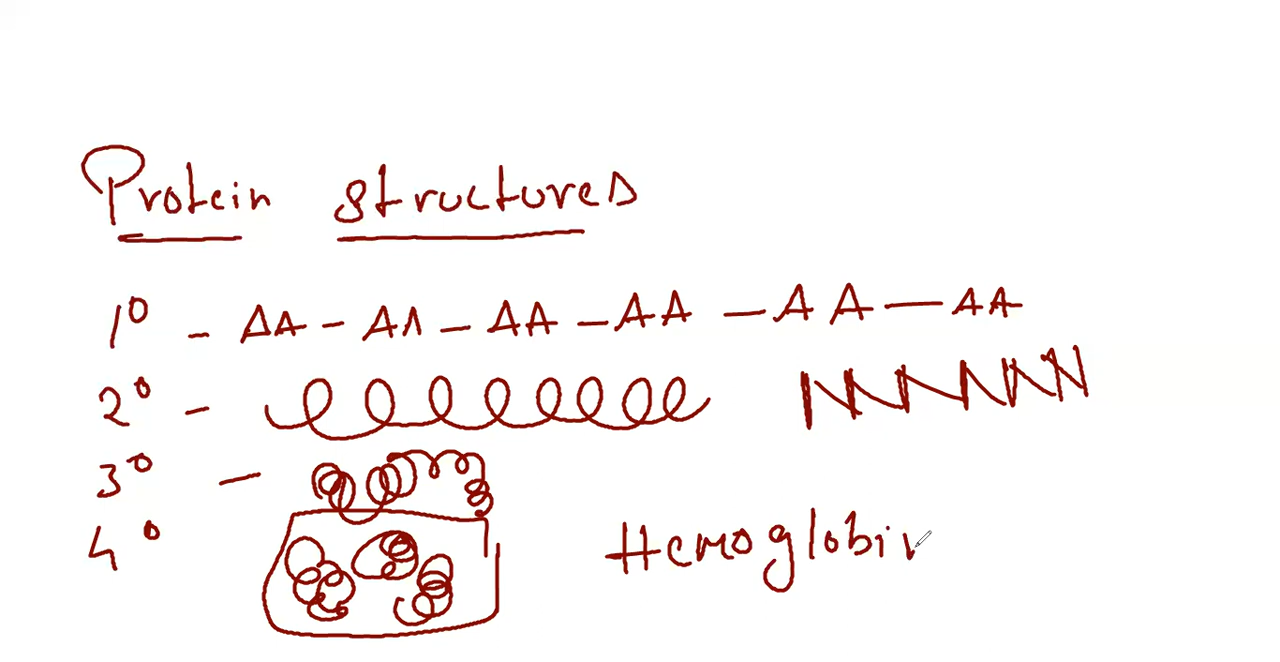 Protein structures
1° - AA - AA - AA - AA - AA - AA
2° -
3° -
4° Hemoglobin